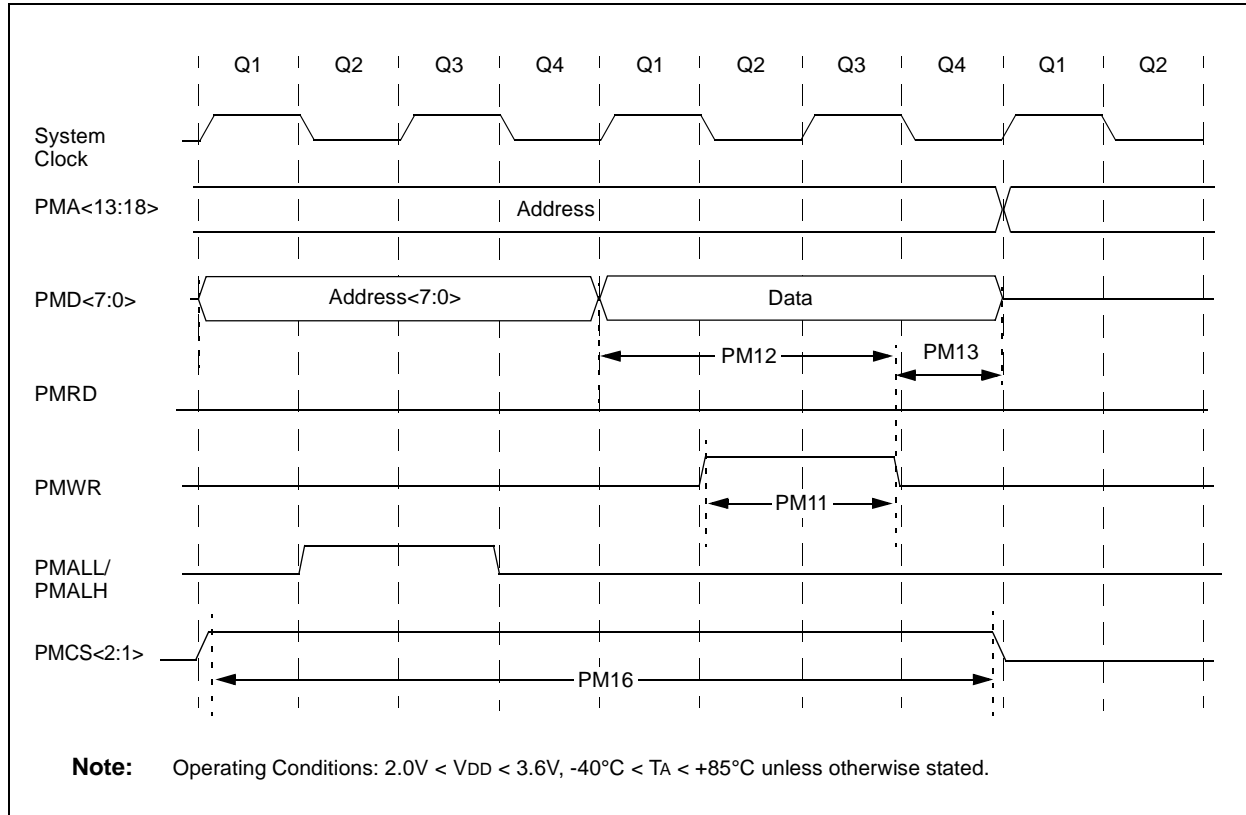 Q1 Q2 Q3 Q4 Q1 Q2 Q3 Q4 Q1 Q2
System
Clock
PMA<13:18>
Address
PMD<7:0>
Address<7:0>
Data
PM12
PM13
PMRD
PMWR
PM11
PMALL/
PMALH
PMCS<2:1>
PM16
Note: Operating Conditions: 2.0V < VDD < 3.6V, -40°C < TA < +85°C unless otherwise stated.